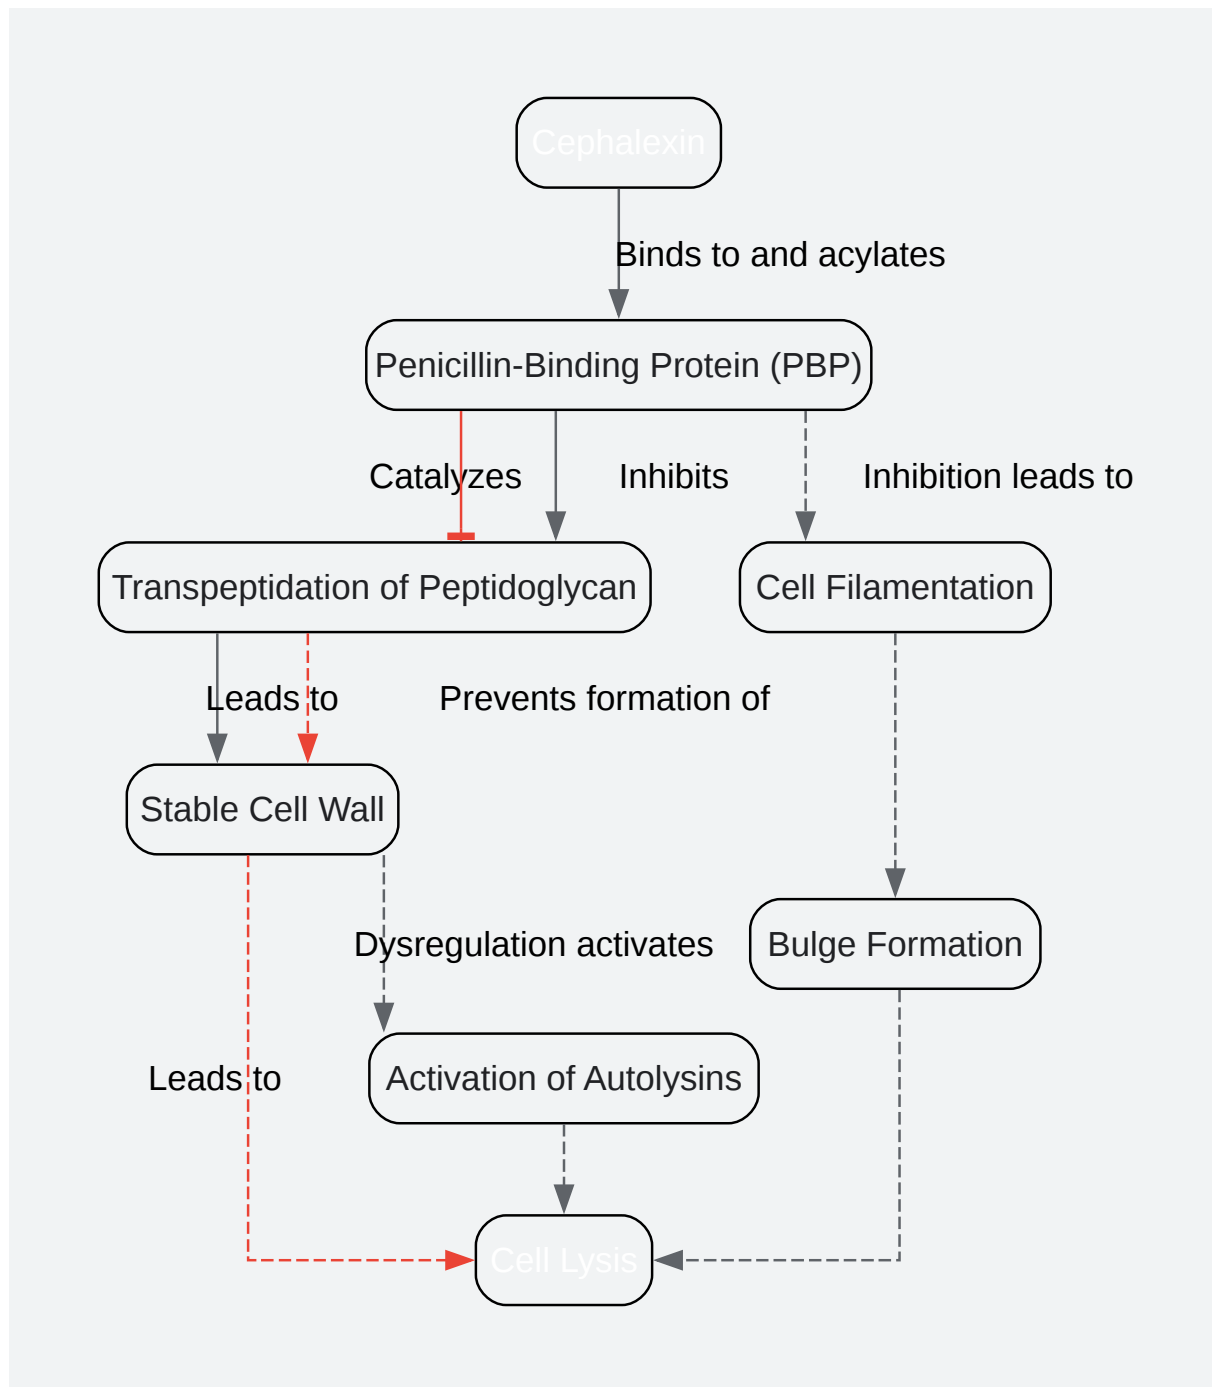 Cephalexin
Binds to and acylates
Penicillin-Binding Protein (PBP)
Catalyzes
Inhibits
Inhibition leads to
Transpeptidation of Peptidoglycan
Cell Filamentation
Leads to
Prevents formation of
Stable Cell Wall
Dysregulation activates
Bulge Formation
Leads to
Activation of Autolysins
Cell Lysis